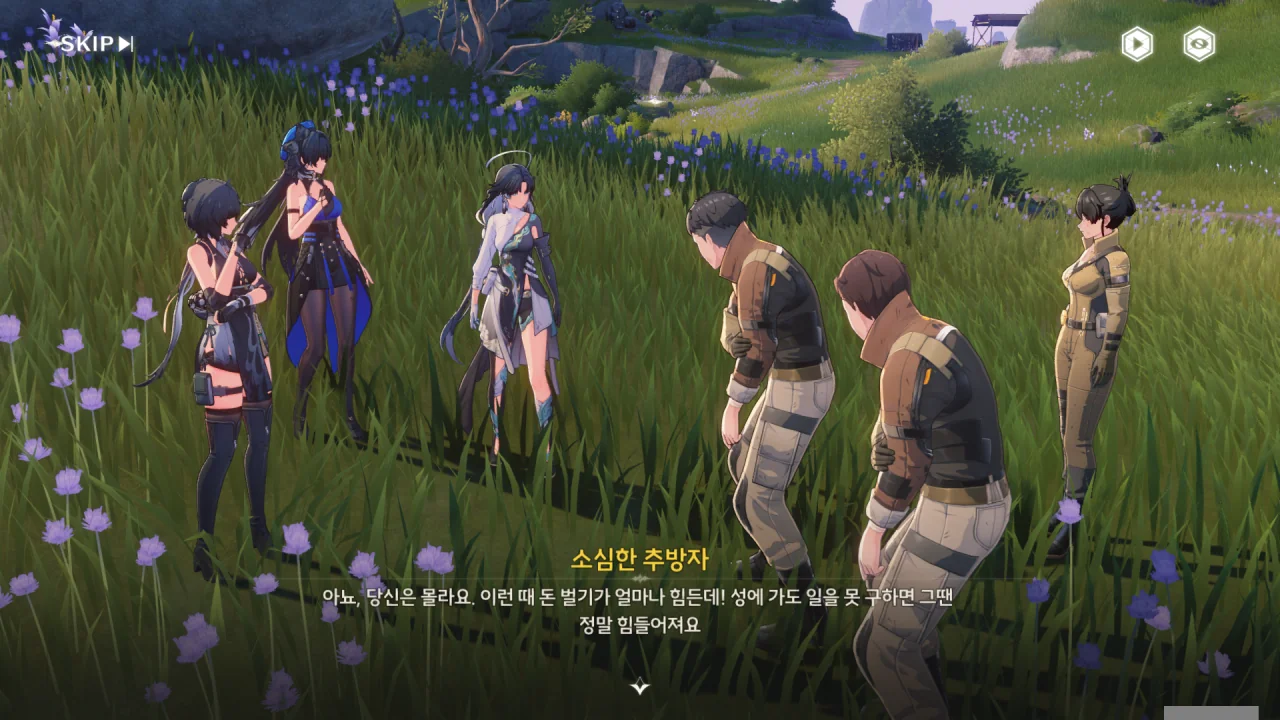 SKIP
소심한 추방자
아뇨, 당신은 몰라요. 이런 때 돈 벌기가 얼마나 힘든데! 성에 가도 일을 못 구하면 그땐
정말 힘들어져요